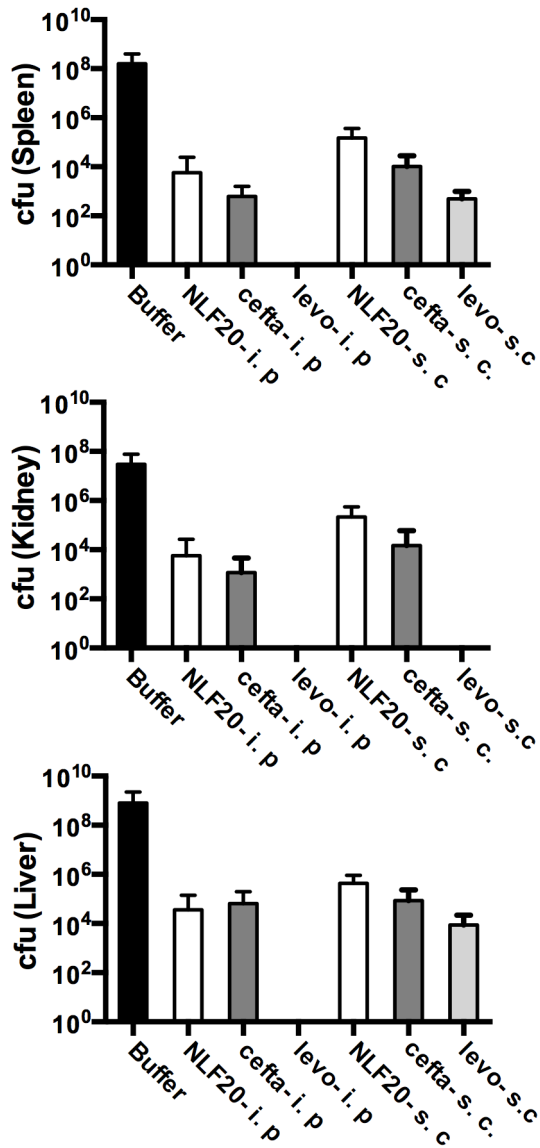 cfu (Spleen)
10^10
10^8
10^6
10^4
10^2
10^0
Buffer
NLF20- i. p
cefta- i. p
levo- i. p
NLF20- s. c
cefta- s. c.
levo- s.c
cfu (Kidney)
10^10
10^8
10^6
10^4
10^2
10^0
Buffer
NLF20- i. p
cefta- i. p
levo- i. p
NLF20- s. c
cefta- s. c.
levo- s.c
cfu (Liver)
10^10
10^8
10^6
10^4
10^2
10^0
Buffer
NLF20- i. p
cefta- i. p
levo- i. p
NLF20- s. c
cefta- s. c.
levo- s.c